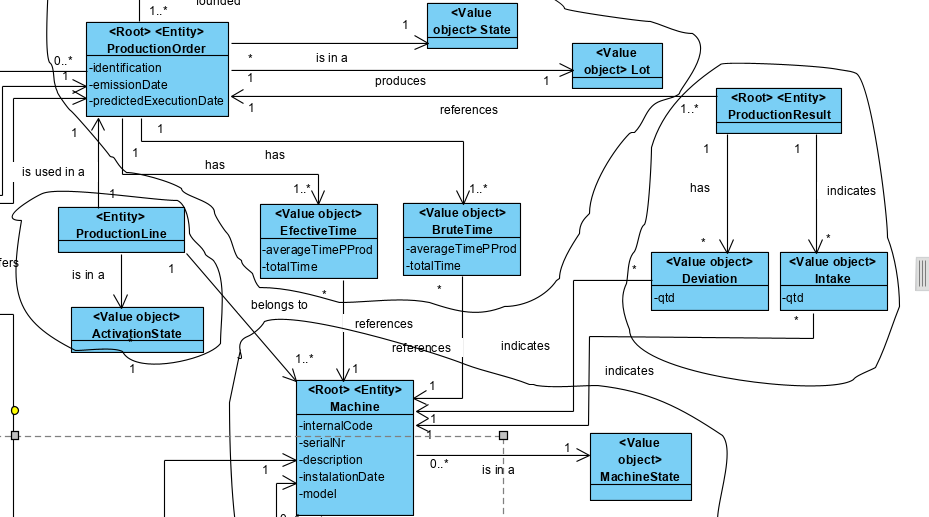 founded
1..*
<Root> <Entity>
ProductionOrder
-identification
-emissionDate
-predictedExecutionDate
0..*
1
1
<Value
object> State
is in a
*
1
produces
1
<Value
object> Lot
1
references
1..*
<Root> <Entity>
ProductionResult
1
is used in a
1
1
has
1
has
1..*
1..*
1
has
1
indicates
*
*
<Entity>
ProductionLine
<Value object>
EfectiveTime
-averageTimePProd
-totalTime
<Value object>
BruteTime
-averageTimePProd
-totalTime
<Value object>
Deviation
-qtd
<Value object>
Intake
-qtd
fers
is in a
1
*
*
*
*
belongs to
<Value object>
ActivationState
*
1
references
references
indicates
indicates
1..*
1
1
1
1
<Root> <Entity>
Machine
-internalCode
-serialNr
-description
-instalationDate
-model
1
0..*
is in a
1
<Value
object>
MachineState
0..*